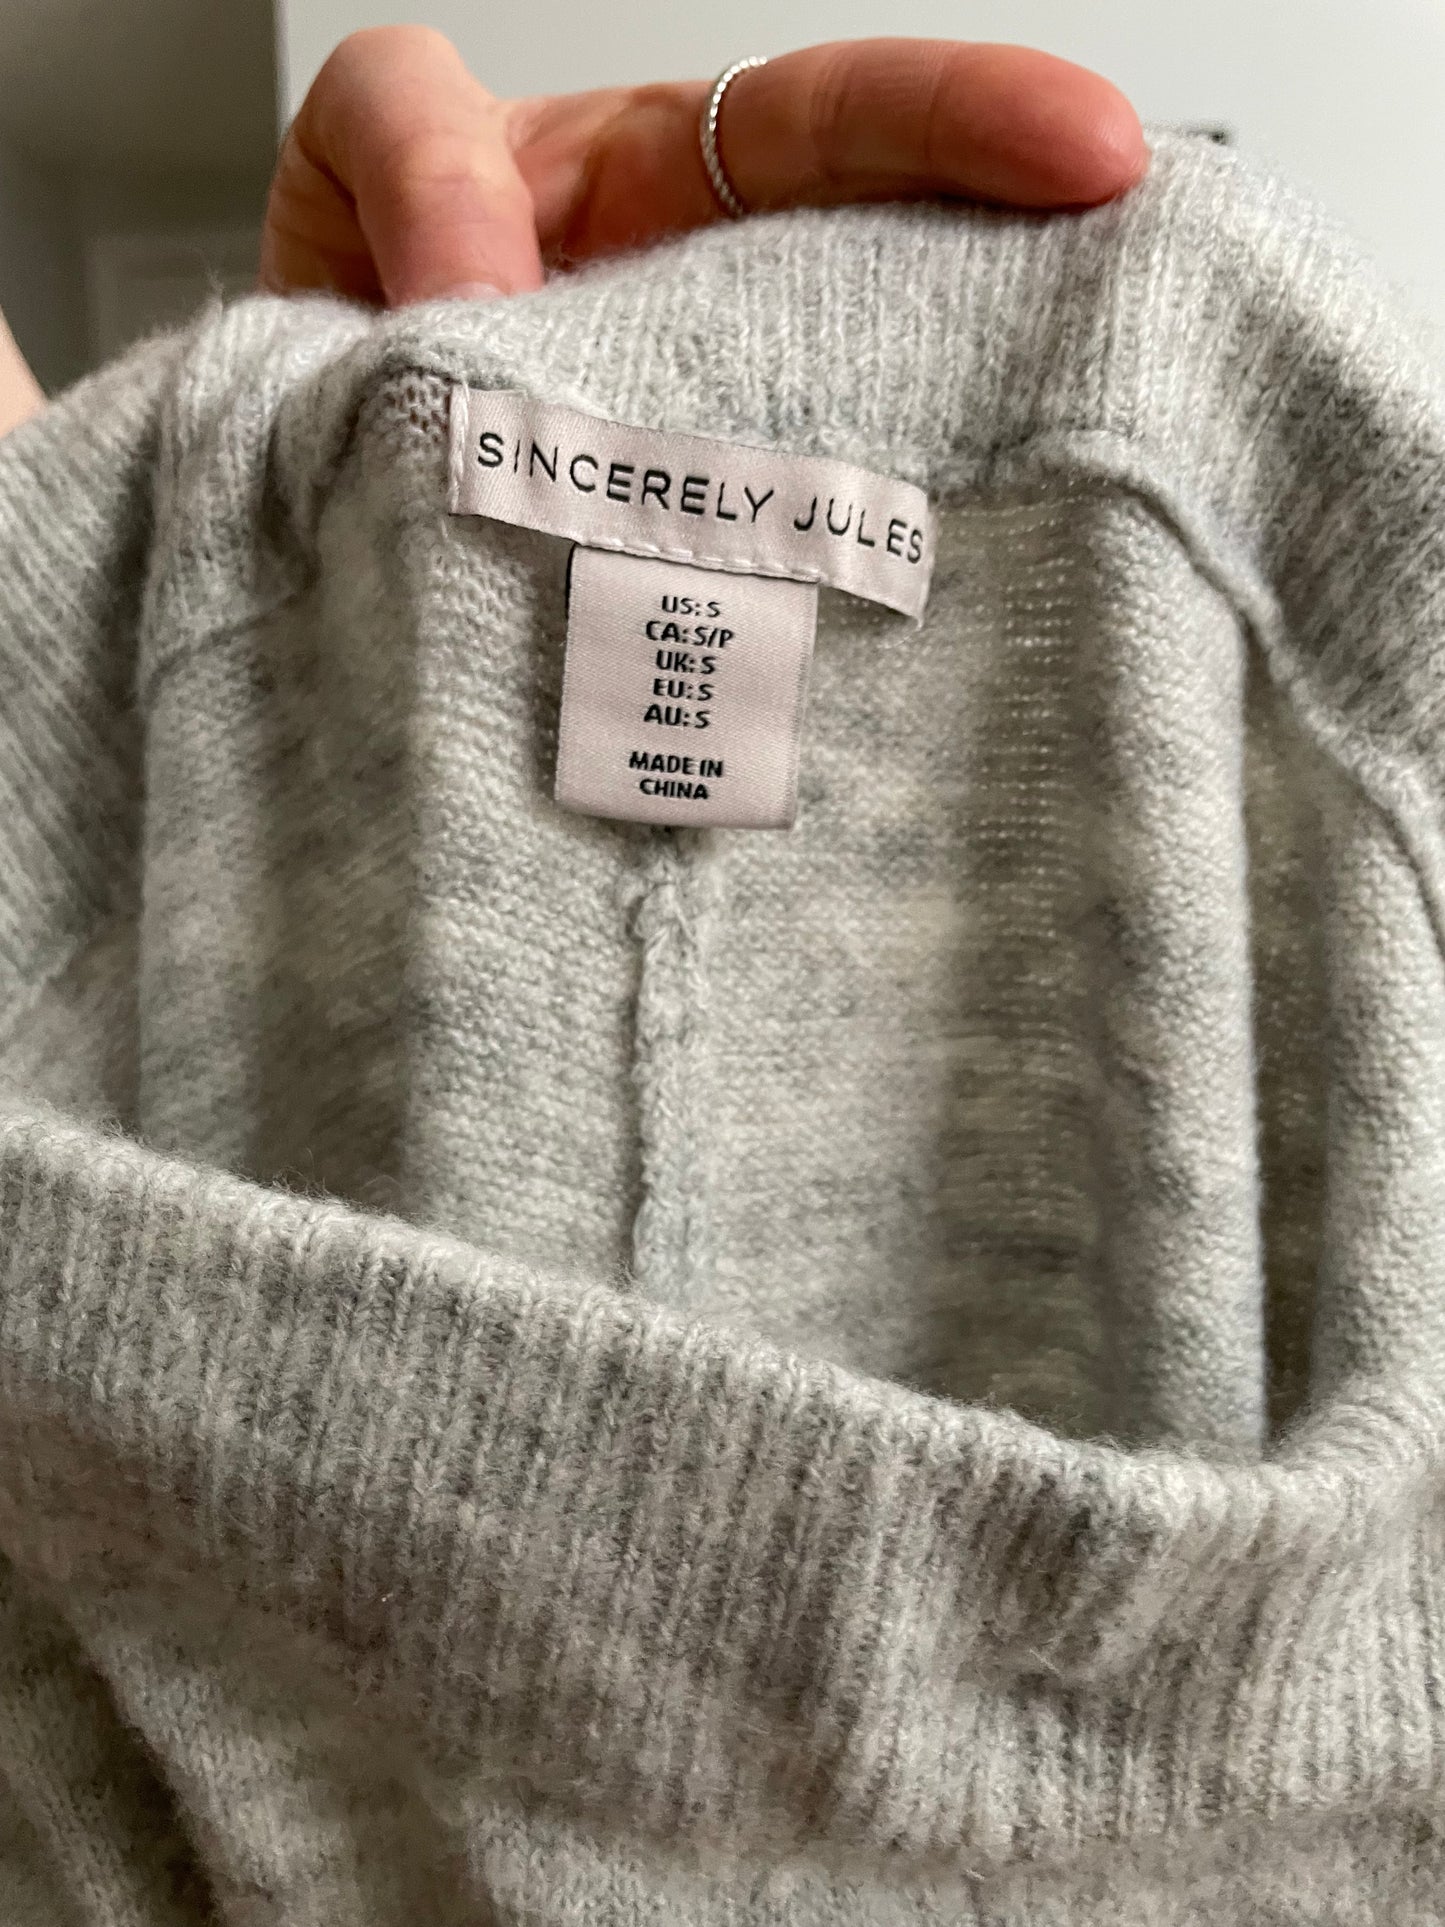 SINCERELY JULES
US: S
CA: S/P
UK: S
EU: S
AU: S
MADE IN
CHINA